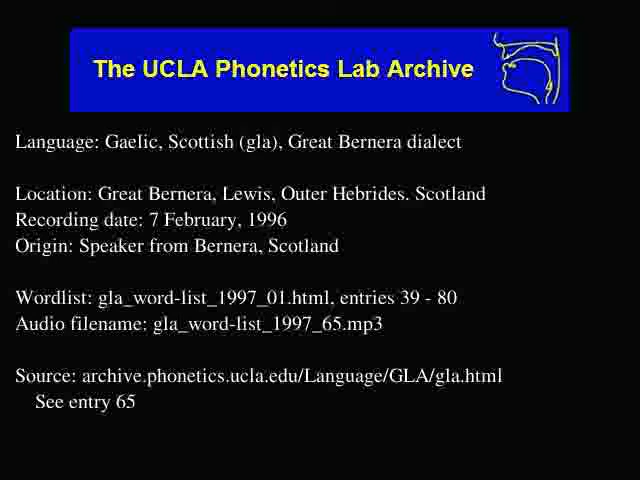 The UCLA Phonetics Lab Archive
Language: Gaelic, Scottish (gla), Great Bernera dialect
Location: Great Bernera, Lewis, Outer Hebrides. Scotland
Recording date: 7 February, 1996
Origin: Speaker from Bernera, Scotland
Wordlist: gla_word-list_1997_01.html, entries 39 - 80
Audio filename: gla_word-list_1997_65.mp3
Source: archive.phonetics.ucla.edu/Language/GLA/gla.html
See entry 65